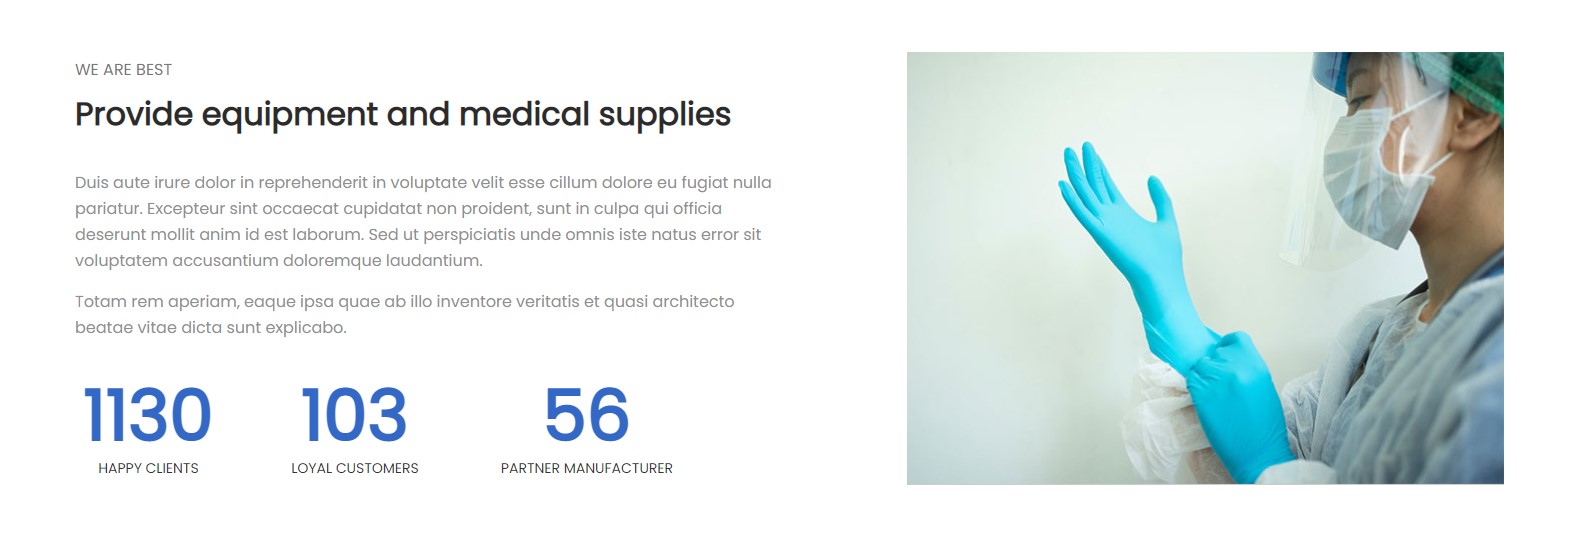 WE ARE BEST
Provide equipment and medical supplies
Duis aute irure dolor in reprehenderit in voluptate velit esse cillum dolore eu fugiat nulla
pariatur. Excepteur sint occaecat cupidatat non proident, sunt in culpa qui officia
deserunt mollit anim id est laborum. Sed ut perspiciatis unde omnis iste natus error sit
voluptatem accusantium doloremque laudantium.
Totam rem aperiam, eaque ipsa quae ab illo inventore veritatis et quasi architecto
beatae vitae dicta sunt explicabo.
1130 103 56
HAPPY CLIENTS LOYAL CUSTOMERS PARTNER MANUFACTURER